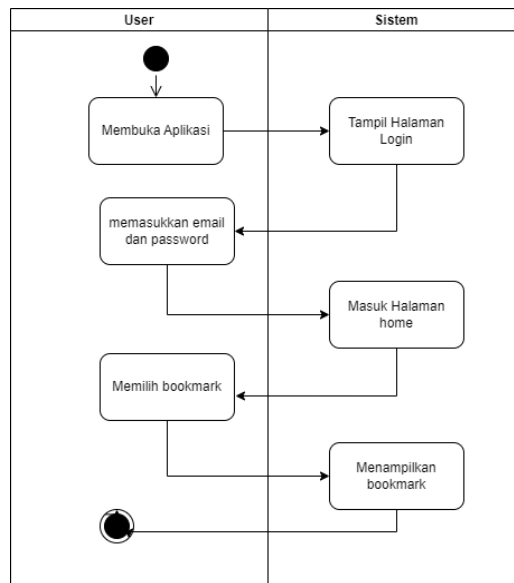 User
Sistem
Membuka Aplikasi
Tampil Halaman
Login
memasukkan email
dan password
Masuk Halaman
home
Memilih bookmark
Menampilkan
bookmark